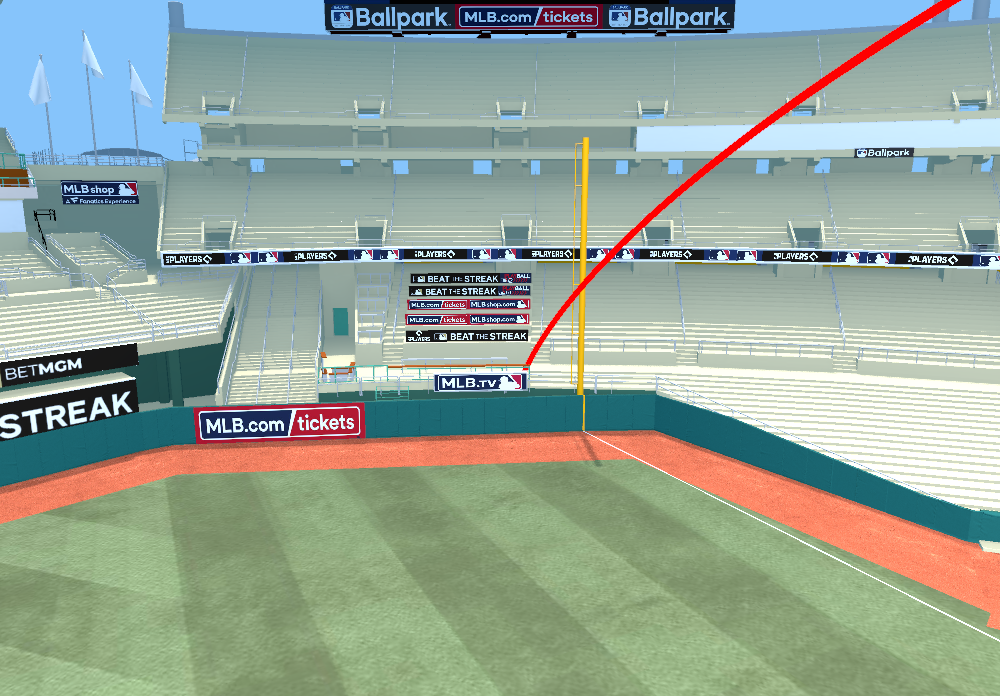 Ballpark. MLB.com/tickets Ballpark.
Ballpark
MLB shop
Fanatics Experience
PLAYERS PLAYERS PLAYERS PLAYERS PLAYERS PLAYERS PLAYERS
BEAT THE STREAK
BEAT THE STREAK
MLB.com/tickets MLBshop.com
MLB.com/tickets MLBshop.com
PLAYERS BEAT THE STREAK
BETMGM
MLB.TV
STREAK
MLB.com/tickets